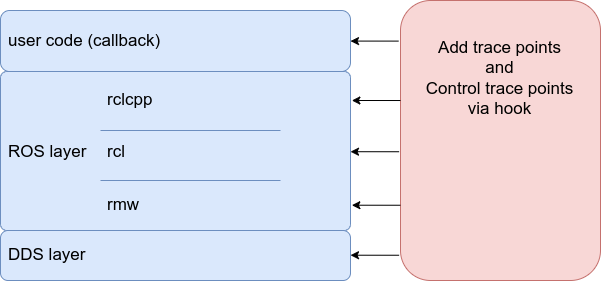 user code (callback)
rclcpp
ROS layer
rcl
rmw
DDS layer
Add trace points
and
Control trace points
via hook